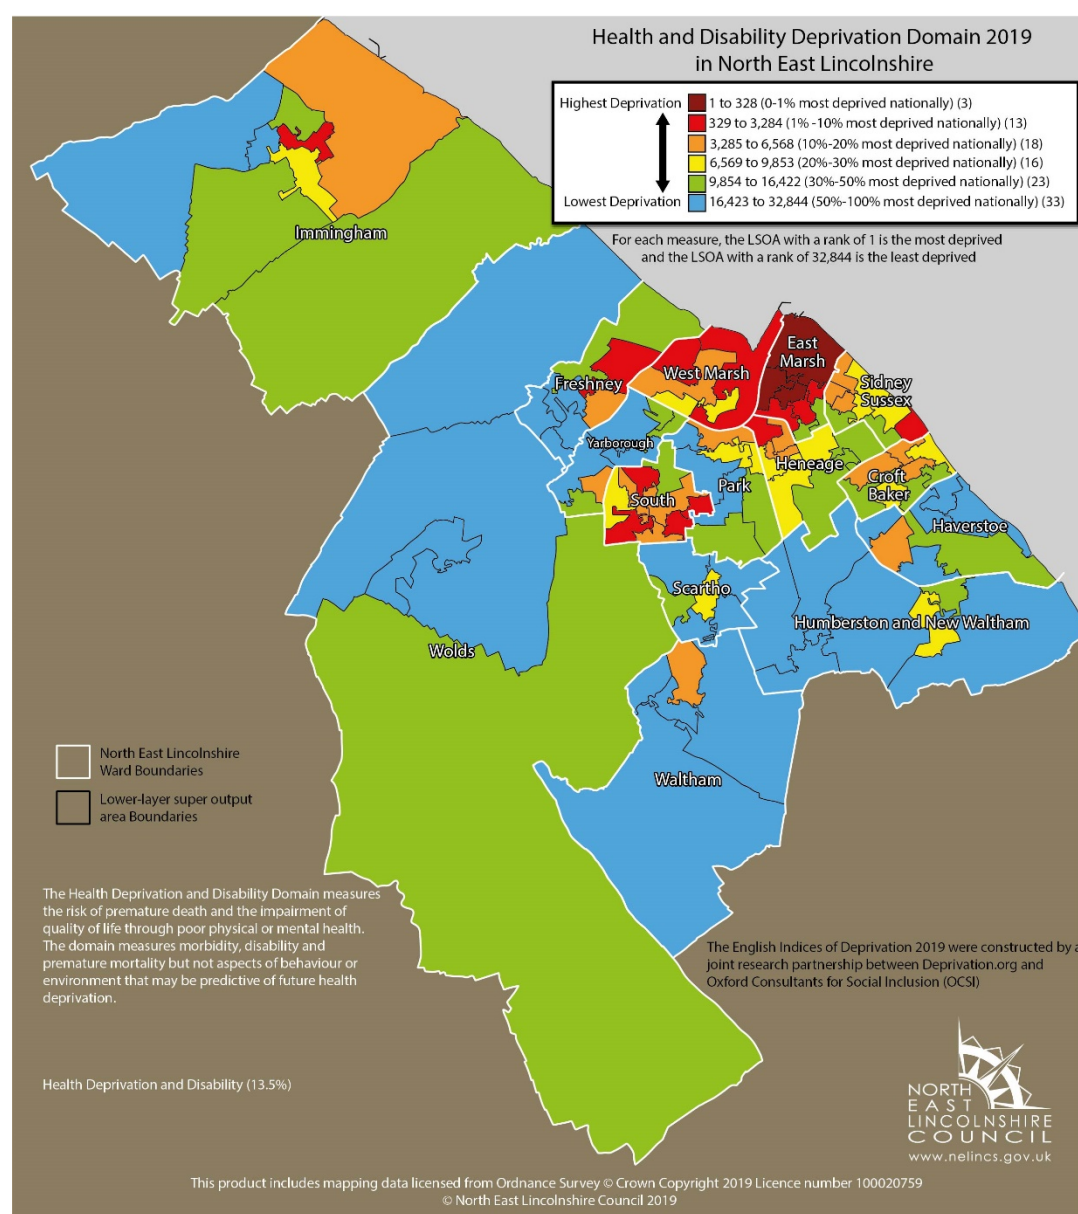 Health and Disability Deprivation Domain 2019
in North East Lincolnshire
Highest Deprivation
1 to 328 (0-1% most deprived nationally) (3)
329 to 3,284 (1% -10% most deprived nationally) (13)
3,285 to 6,568 (10%-20% most deprived nationally) (18)
6,569 to 9,853 (20%-30% most deprived nationally) (16)
9,854 to 16,422 (30%-50% most deprived nationally) (23)
Lowest Deprivation
16,423 to 32,844 (50%-100% most deprived nationally) (33)
For each measure, the LSOA with a rank of 1 is the most deprived
and the LSOA with a rank of 32,844 is the least deprived
Immingham
East
Marsh
West Marsh
Freshney
Sidney
Sussex
Yarborough
Heneage
South
Park
Croft
Baker
Haverstoe
Scartho
Humberston and New Waltham
Wolds
Waltham
North East Lincolnshire
Ward Boundaries
Lower-layer super output
area Boundaries
The Health Deprivation and Disability Domain measures
the risk of premature death and the impairment of
quality of life through poor physical or mental health.
The domain measures morbidity, disability and
premature mortality but not aspects of behaviour or
environment that may be predictive of future health
deprivation.
The English Indices of Deprivation 2019 were constructed by a
joint research partnership between Deprivation.org and
Oxford Consultants for Social Inclusion (OCSI)
Health Deprivation and Disability (13.5%)
NORTH
EAST
LINCOLNSHIRE
COUNCIL
www.nelincs.gov.uk
This product includes mapping data licensed from Ordnance Survey © Crown Copyright 2019 Licence number 100020759
© North East Lincolnshire Council 2019